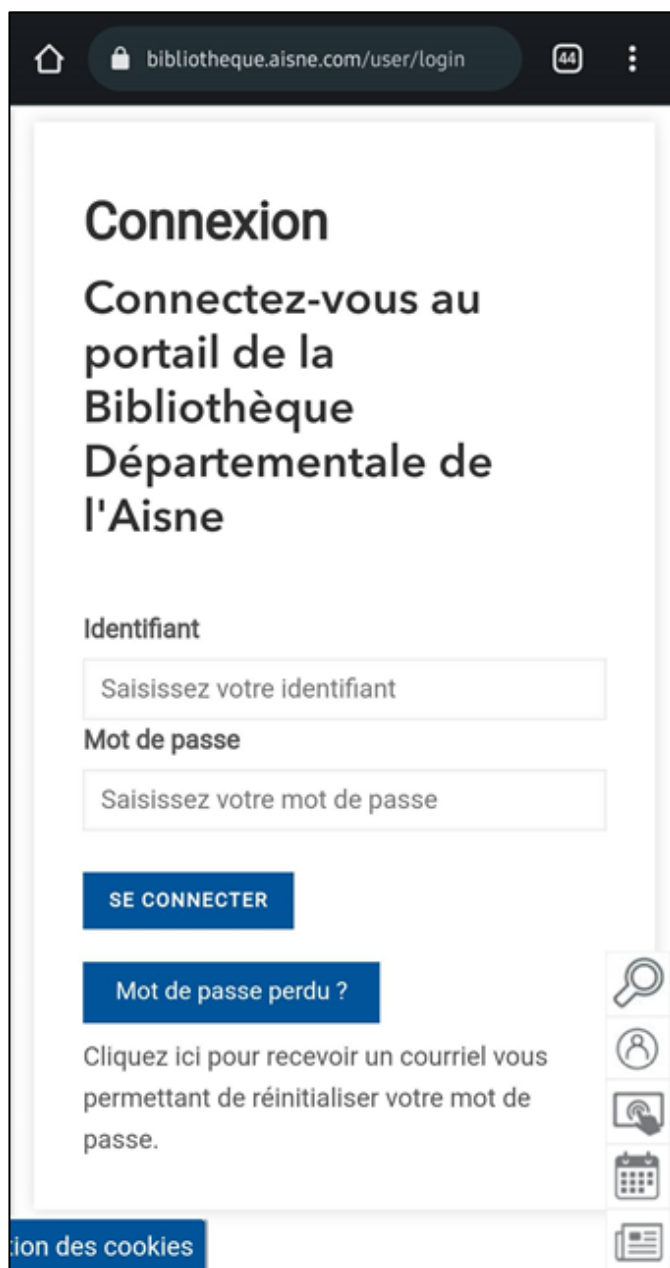 bibliotheque.aisne.com/user/login
44
Connexion
Connectez-vous au
portail de la
Bibliothèque
Départementale de
l'Aisne
Identifiant
Saisissez votre identifiant
Mot de passe
Saisissez votre mot de passe
SE CONNECTER
Mot de passe perdu ?
Cliquez ici pour recevoir un courriel vous
permettant de réinitialiser votre mot de
passe.
tion des cookies